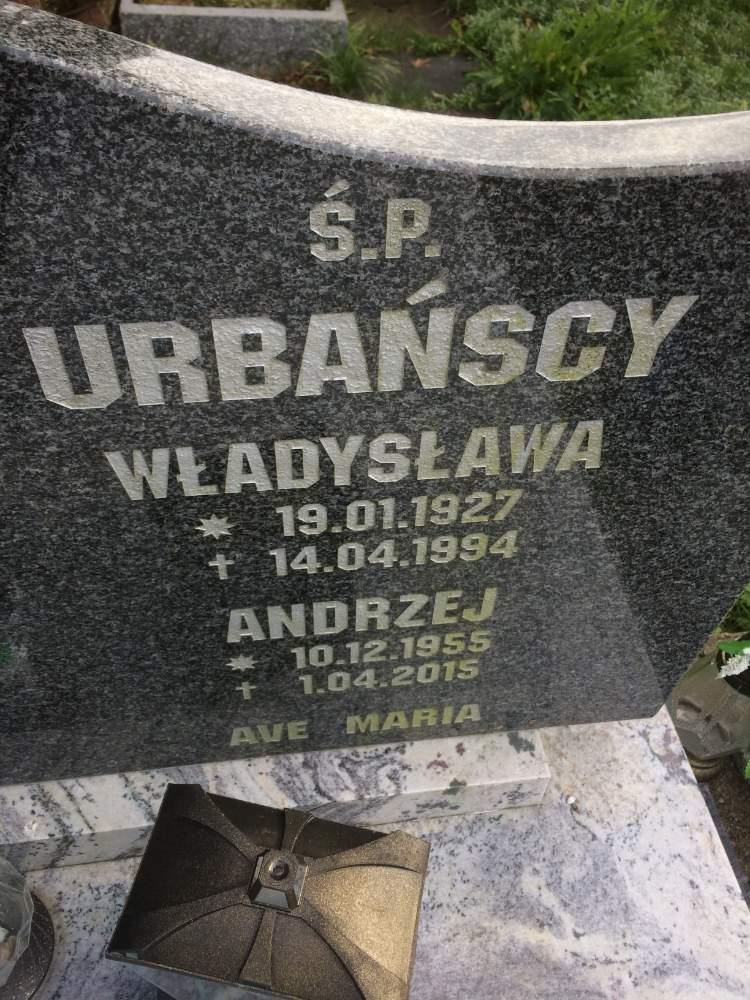 Ś.P.
URBAŃSCY
WŁADYSŁAWA
* 19.01.1927
† 14.04.1994
ANDRZEJ
* 10.12.1955
† 1.04.2015
AVE MARIA